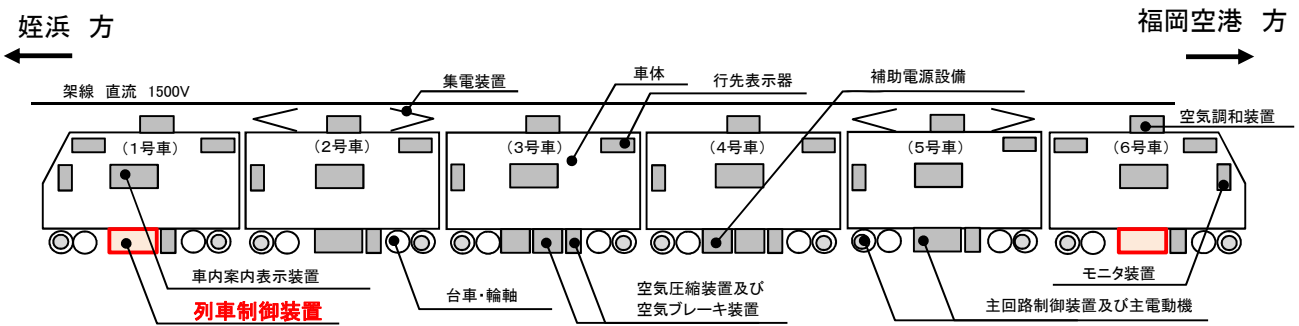 姪浜 方
福岡空港 方
架線 直流 1500V
集電装置
車体
行先表示器
補助電源設備
空気調和装置
(1号車)
(2号車)
(3号車)
(4号車)
(5号車)
(6号車)
車内案内表示装置
列車制御装置
台車・輪軸
空気圧縮装置及び
空気ブレーキ装置
主回路制御装置及び主電動機
モニタ装置